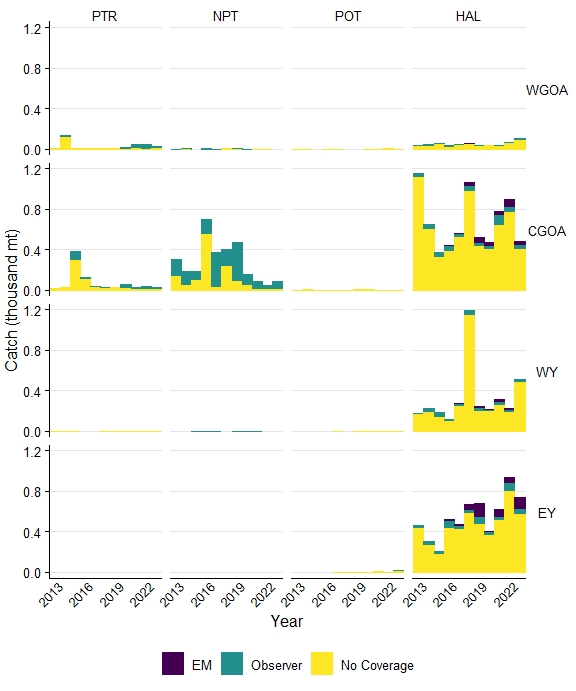 PTR NPT POT HAL
1.2
0.8
0.4
0.0
WGOA
1.2
0.8
0.4
0.0
CGOA
Catch (thousand mt)
1.2
0.8
0.4
0.0
WY
1.2
0.8
0.4
0.0
EY
2013 2016 2019 2022 2013 2016 2019 2022 2013 2016 2019 2022 2013 2016 2019 2022
Year
EM Observer No Coverage